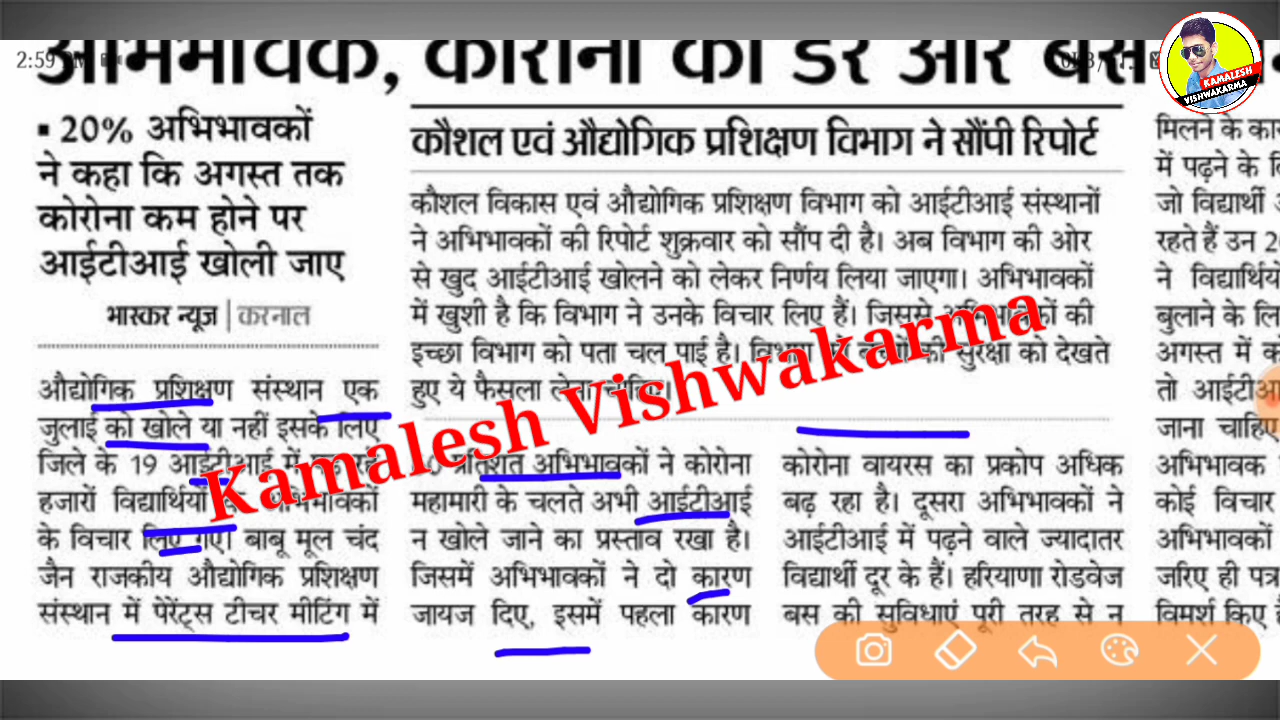 अभिभावक, कोरोना का डर और बस
2:59
KAMALESH
VISHWAKARMA
▪ 20% अभिभावकों
ने कहा कि अगस्त तक
कोरोना कम होने पर
आईटीआई खोली जाए
भास्कर न्यूज | करनाल
औद्योगिक प्रशिक्षण संस्थान एक
जुलाई को खोले या नहीं इसके लिए
जिले के 19 आईटीआई में
हजारों विद्यार्थियों
के विचार लिए गए। बाबू मूल चंद
जैन राजकीय औद्योगिक प्रशिक्षण
संस्थान में पेरेंट्स टीचर मीटिंग में
कौशल एवं औद्योगिक प्रशिक्षण विभाग ने सौंपी रिपोर्ट
कौशल विकास एवं औद्योगिक प्रशिक्षण विभाग को आईटीआई संस्थानों
ने अभिभावकों की रिपोर्ट शुक्रवार को सौंप दी है। अब विभाग की ओर
से खुद आईटीआई खोलने को लेकर निर्णय लिया जाएगा। अभिभावकों
में खुशी है कि विभाग ने उनके विचार लिए हैं। जिससे अभिभावकों की
इच्छा विभाग को पता चल पाई है। विभाग को बच्चों की सुरक्षा को देखते
हुए ये फैसला लेना चाहिए।
प्रतिशत अभिभावकों ने कोरोना
महामारी के चलते अभी आईटीआई
न खोले जाने का प्रस्ताव रखा है।
जिसमें अभिभावकों ने दो कारण
जायज दिए, इसमें पहला कारण
कोरोना वायरस का प्रकोप अधिक
बढ़ रहा है। दूसरा अभिभावकों ने
आईटीआई में पढ़ने वाले ज्यादातर
विद्यार्थी दूर के हैं। हरियाणा रोडवेज
बस की सुविधाएं पूरी तरह से न
मिलने के
में पढ़ने के
जो विद्यार्थी
रहते हैं उन
ने
बुलाने के
अगस्त में
तो
जाना चाहिए
अभिभावक
कोई विचार
अभिभावकों
जरिए ही
विमर्श किए
Kamalesh Vishwakarma